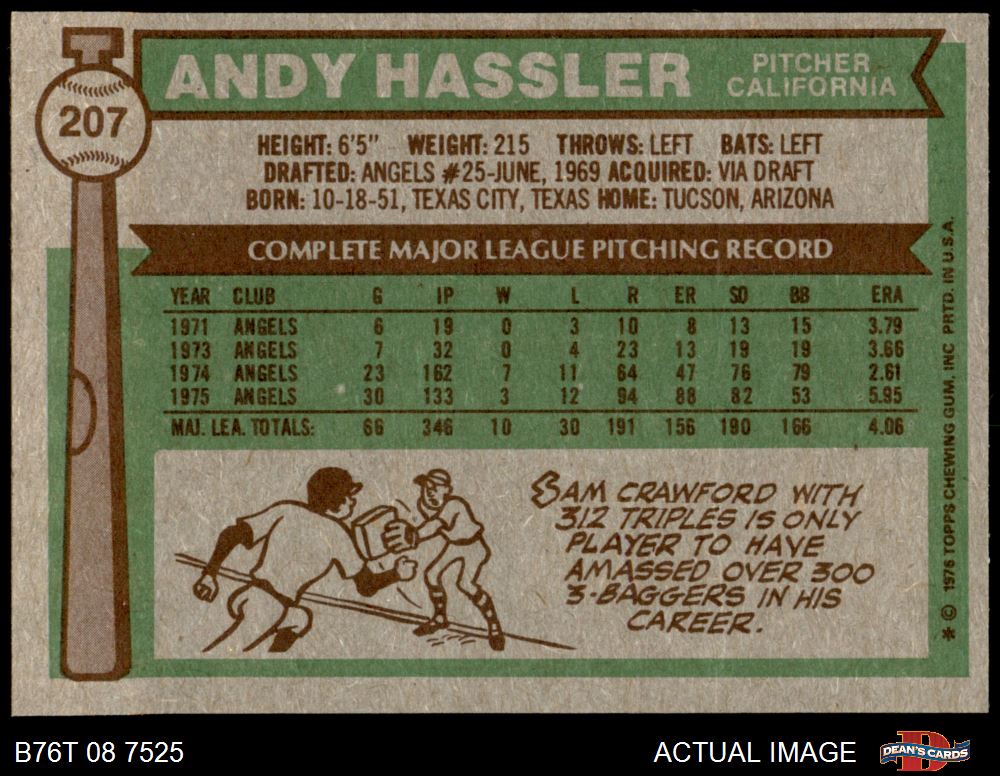 207
ANDY HASSLER
PITCHER
CALIFORNIA
HEIGHT: 6'5" WEIGHT: 215 THROWS: LEFT BATS: LEFT
DRAFTED: ANGELS #25-JUNE, 1969 ACQUIRED: VIA DRAFT
BORN: 10-18-51, TEXAS CITY, TEXAS HOME: TUCSON, ARIZONA
COMPLETE MAJOR LEAGUE PITCHING RECORD
YEAR CLUB G IP W L R ER SO BB ERA
1971 ANGELS 6 19 0 3 10 8 13 15 3.79
1973 ANGELS 7 32 0 4 23 13 19 19 3.66
1974 ANGELS 23 162 7 11 64 47 76 79 2.61
1975 ANGELS 30 133 3 12 94 88 82 53 5.95
MAJ. LEA. TOTALS: 66 346 10 30 191 156 190 166 4.06
SAM CRAWFORD WITH
312 TRIPLES IS ONLY
PLAYER TO HAVE
AMASSED OVER 300
3-BAGGERS IN HIS
CAREER.
* © 1976 TOPPS CHEWING GUM, INC PRTD. IN U.S.A.
B76T 08 7525
ACTUAL IMAGE
D
DEAN'S CARDS